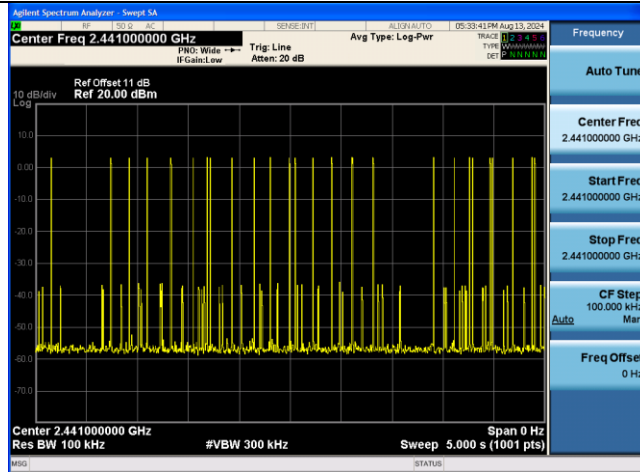 Agilent Spectrum Analyzer - Swept SA
RF 50 Ω AC SENSE:INT ALIGNAUTO 05:33:41PM Aug 13, 2024
Center Freq 2.441000000 GHz
PNO: Wide
IFGain:Low
Trig: Line
Atten: 20 dB
Avg Type: Log-Pwr
TRACE 1 2 3 4 5 6
TYPE
DET P N N N N N
Ref Offset 11 dB
10 dB/div Ref 20.00 dBm
Log
10.0
0.00
-10.0
-20.0
-30.0
-40.0
-50.0
-60.0
-70.0
Center 2.441000000 GHz Span 0 Hz
Res BW 100 kHz #VBW 300 kHz Sweep 5.000 s (1001 pts)
MSG STATUS
Frequency
Auto Tune
Center Freq
2.441000000 GHz
Start Freq
2.441000000 GHz
Stop Freq
2.441000000 GHz
CF Step
100.000 kHz
Auto Man
Freq Offset
0 Hz